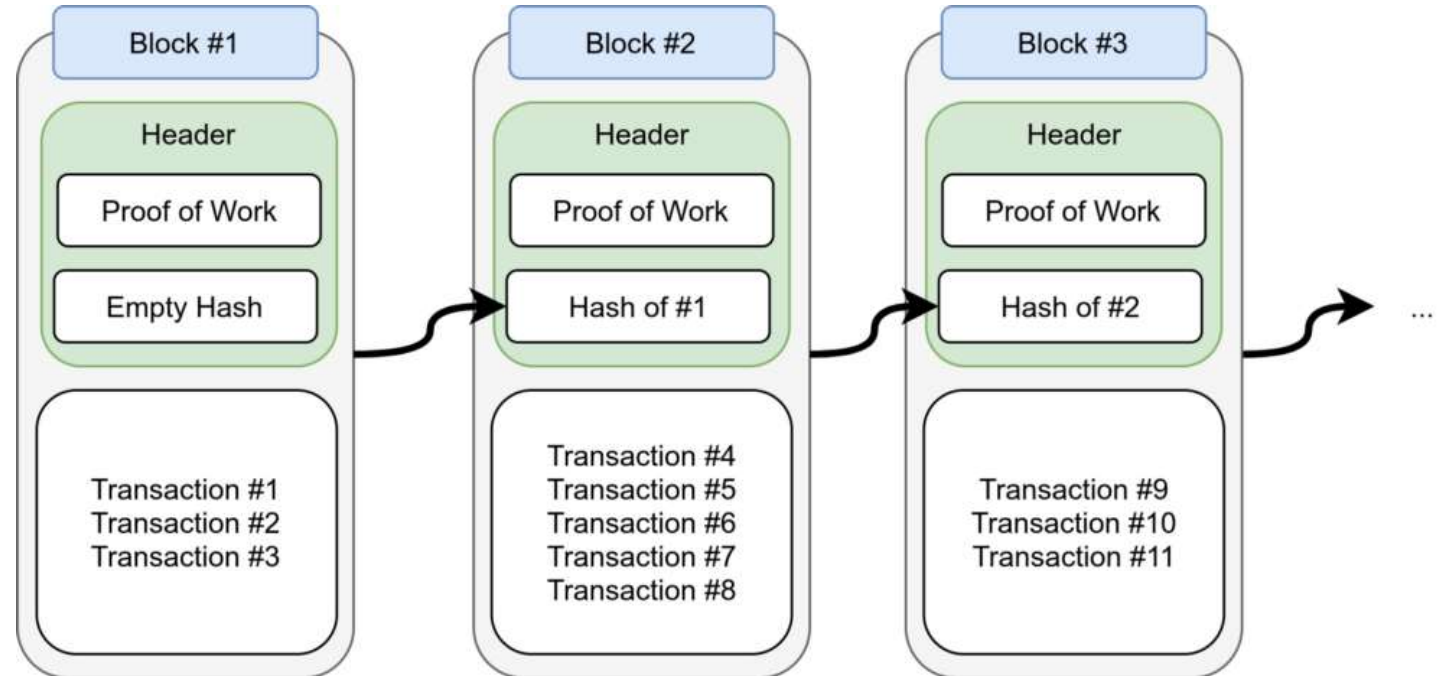 Block #1
Header
Proof of Work
Empty Hash
Transaction #1
Transaction #2
Transaction #3
Block #2
Header
Proof of Work
Hash of #1
Transaction #4
Transaction #5
Transaction #6
Transaction #7
Transaction #8
Block #3
Header
Proof of Work
Hash of #2
Transaction #9
Transaction #10
Transaction #11
...